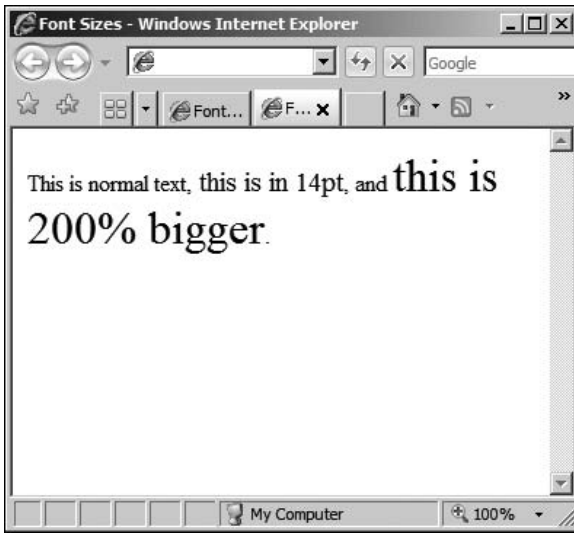 Font Sizes - Windows Internet Explorer
Google
Font... F...
This is normal text, this is in 14pt, and this is
200% bigger.
My Computer 100%